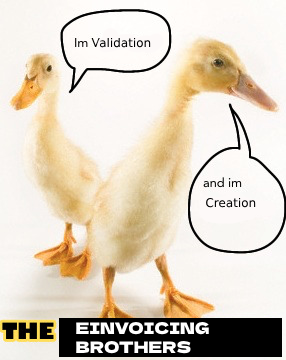 Im Validation
and im
Creation
THE EINVOICING
BROTHERS